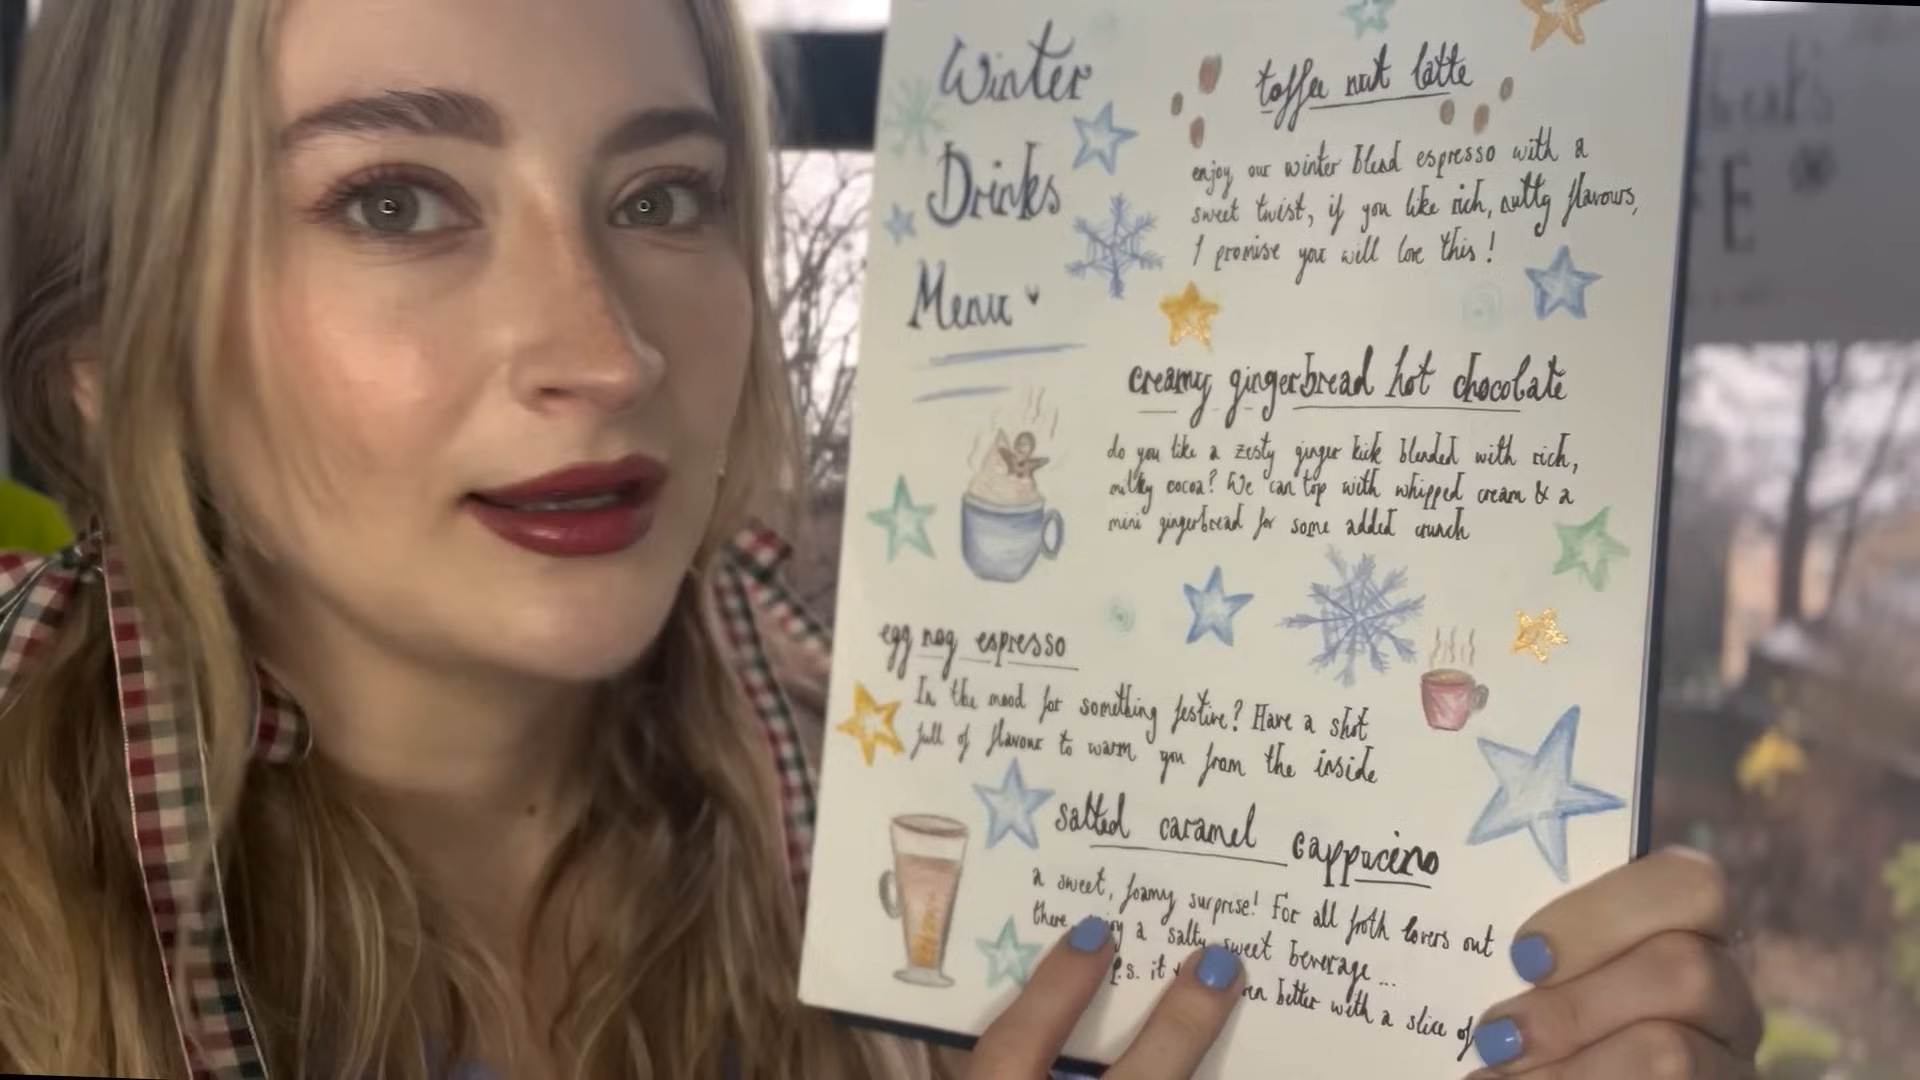 Winter
Drinks
Menu
toffee nut latte
enjoy our winter blend espresso with a
sweet twist, if you like rich, nutty flavours,
I promise you will love this!
creamy gingerbread hot chocolate
do you like a zesty ginger kick blended with rich,
milky cocoa? We can top with whipped cream & a
mini gingerbread for some added crunch
egg nog espresso
In the mood for something festive? Have a shot
full of flavour to warm you from the inside
salted caramel cappucino
a sweet, foamy surprise! For all froth lovers out
there a salty sweet beverage...
P.s. it better with a slice of